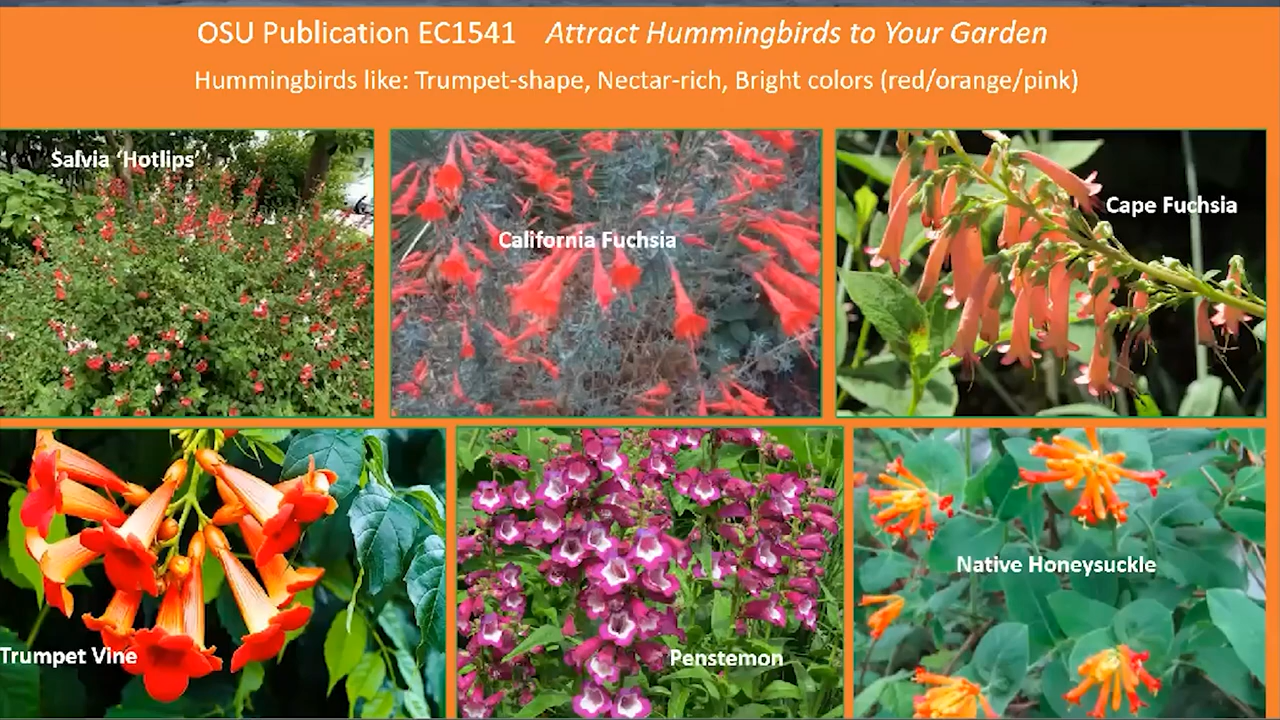 OSU Publication EC1541 Attract Hummingbirds to Your Garden
Hummingbirds like: Trumpet-shape, Nectar-rich, Bright colors (red/orange/pink)
Salvia ‘Hotlips’
California Fuchsia
Cape Fuchsia
Trumpet Vine
Penstemon
Native Honeysuckle